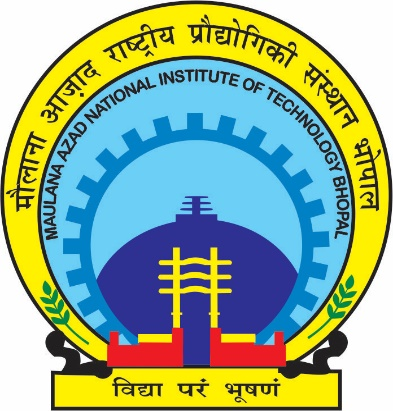 मौलाना आज़ाद राष्ट्रीय प्रौद्योगिकी संस्थान भोपाल
MAULANA AZAD NATIONAL INSTITUTE OF TECHNOLOGY BHOPAL
विद्या परं भूषणं